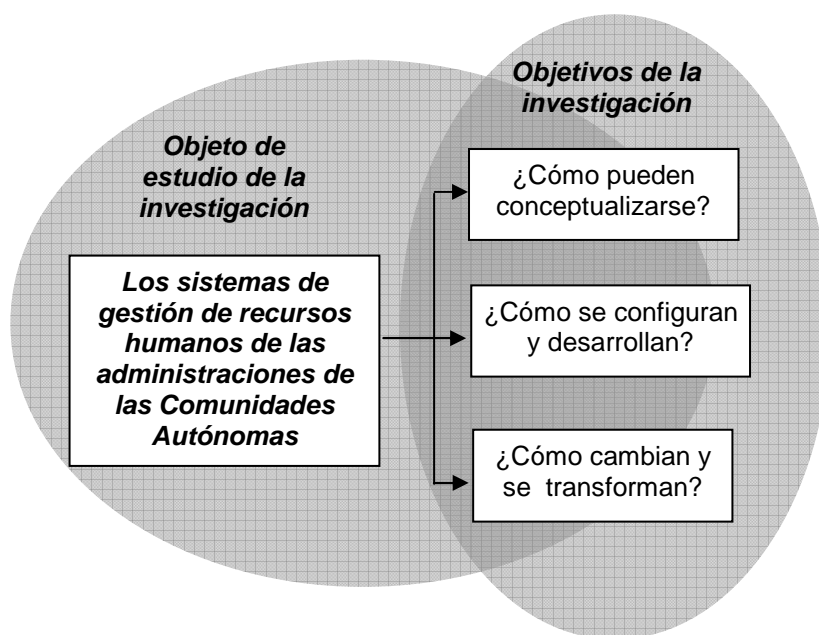 Objeto de
estudio de la
investigación
Los sistemas de
gestión de recursos
humanos de las
administraciones de
las Comunidades
Autónomas
Objetivos de la
investigación
¿Cómo pueden
conceptualizarse?
¿Cómo se configuran
y desarrollan?
¿Cómo cambian y
se transforman?